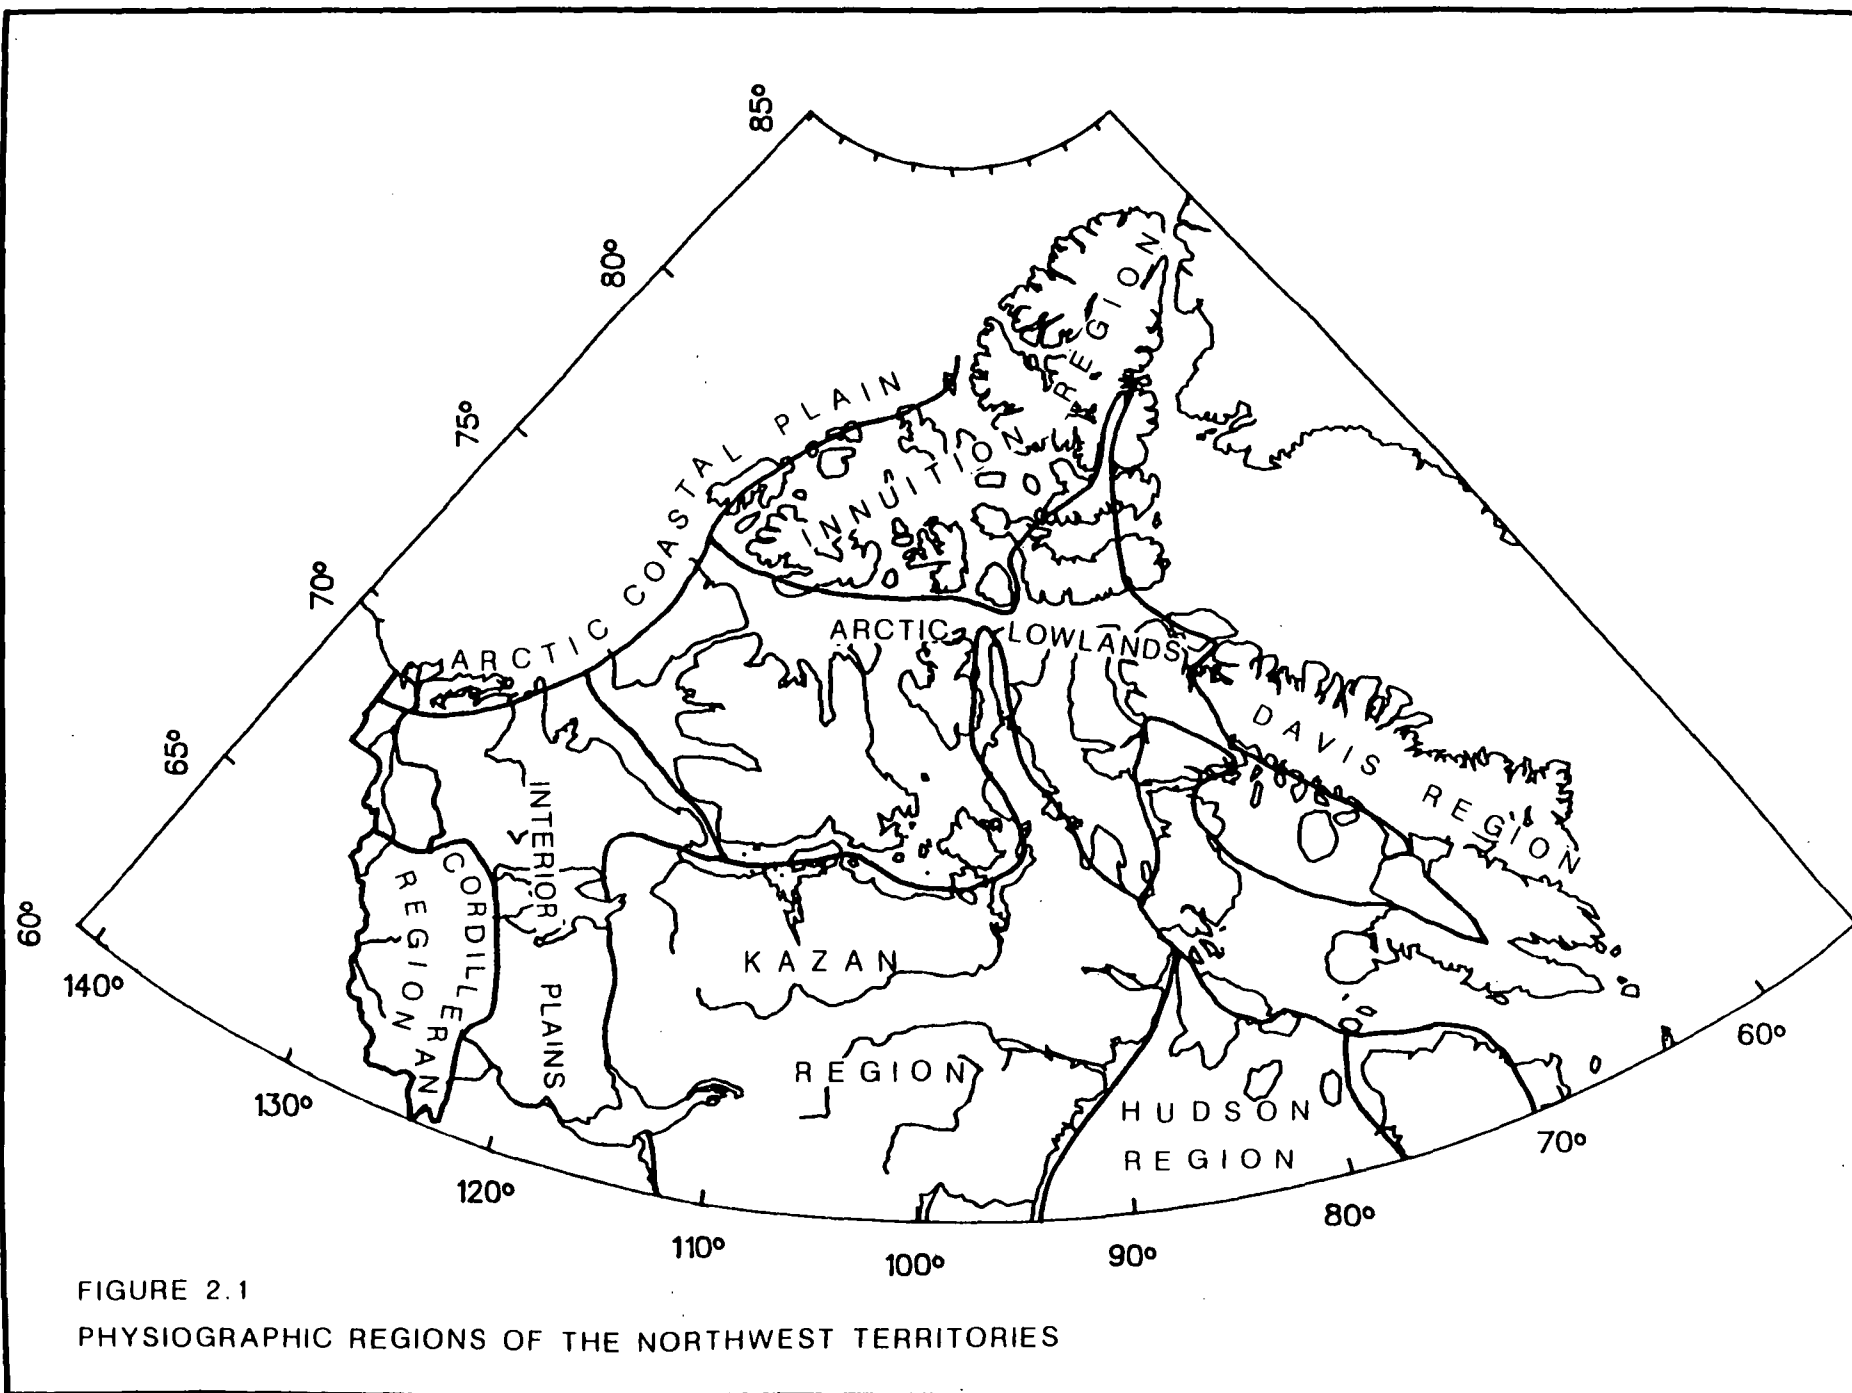 85°
80°
75°
70°
65°
60°
140°
130°
120°
110°
100°
90°
80°
70°
60°
ARCTIC COASTAL PLAIN
INNUITION REGION
ARCTIC LOWLANDS
DAVIS REGION
INTERIOR PLAINS
CORDILLERAN
REGION
KAZAN
REGION
HUDSON
REGION
FIGURE 2.1
PHYSIOGRAPHIC REGIONS OF THE NORTHWEST TERRITORIES